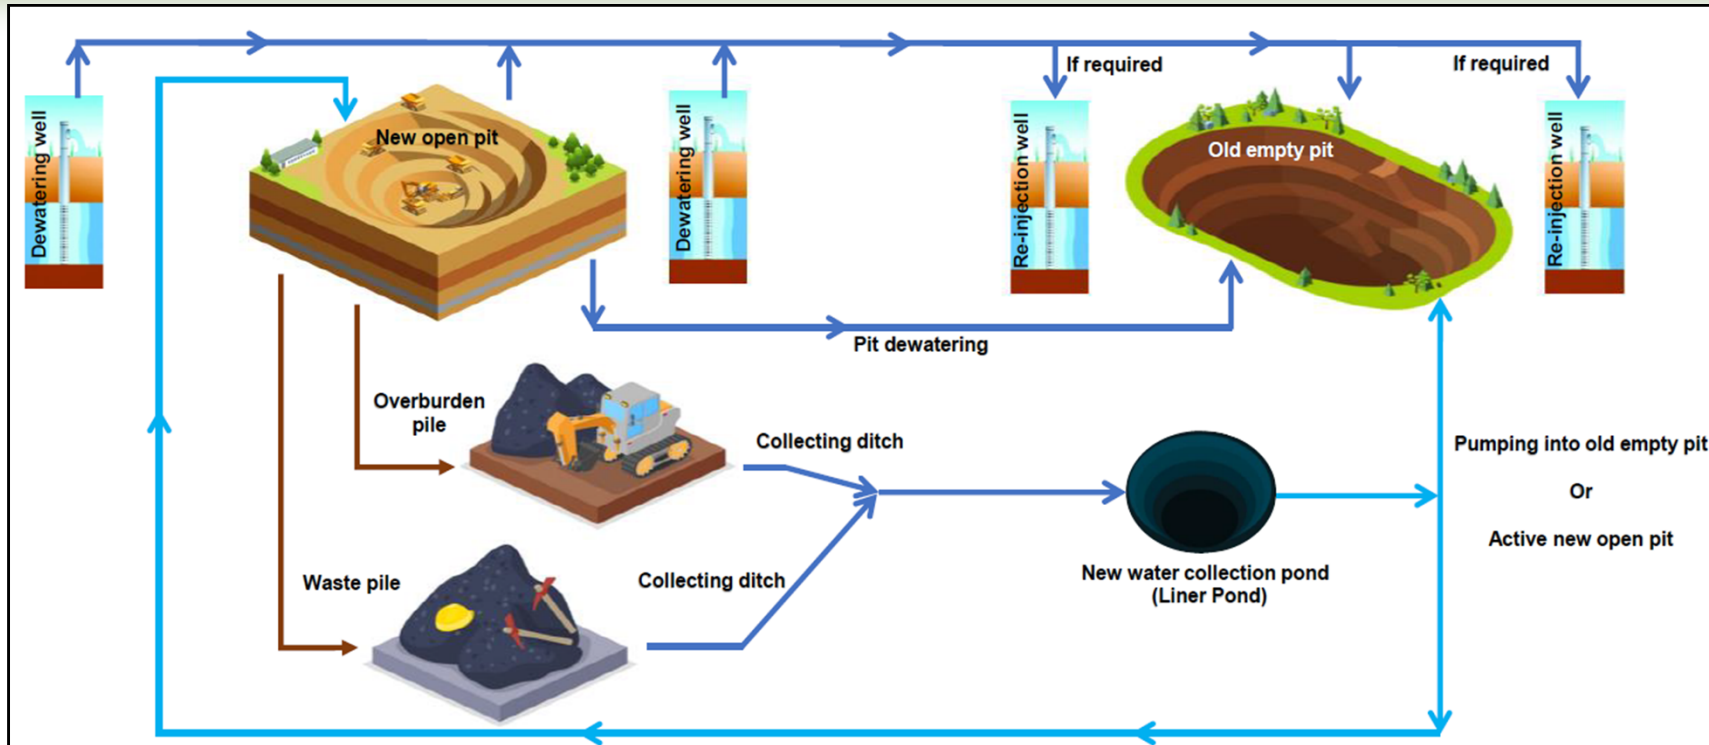 If required
If required
Dewatering well
New open pit
Dewatering well
Re-injection well
Old empty pit
Re-injection well
Pit dewatering
Overburden
pile
Collecting ditch
Pumping into old empty pit
Or
Active new open pit
Waste pile
Collecting ditch
New water collection pond
(Liner Pond)